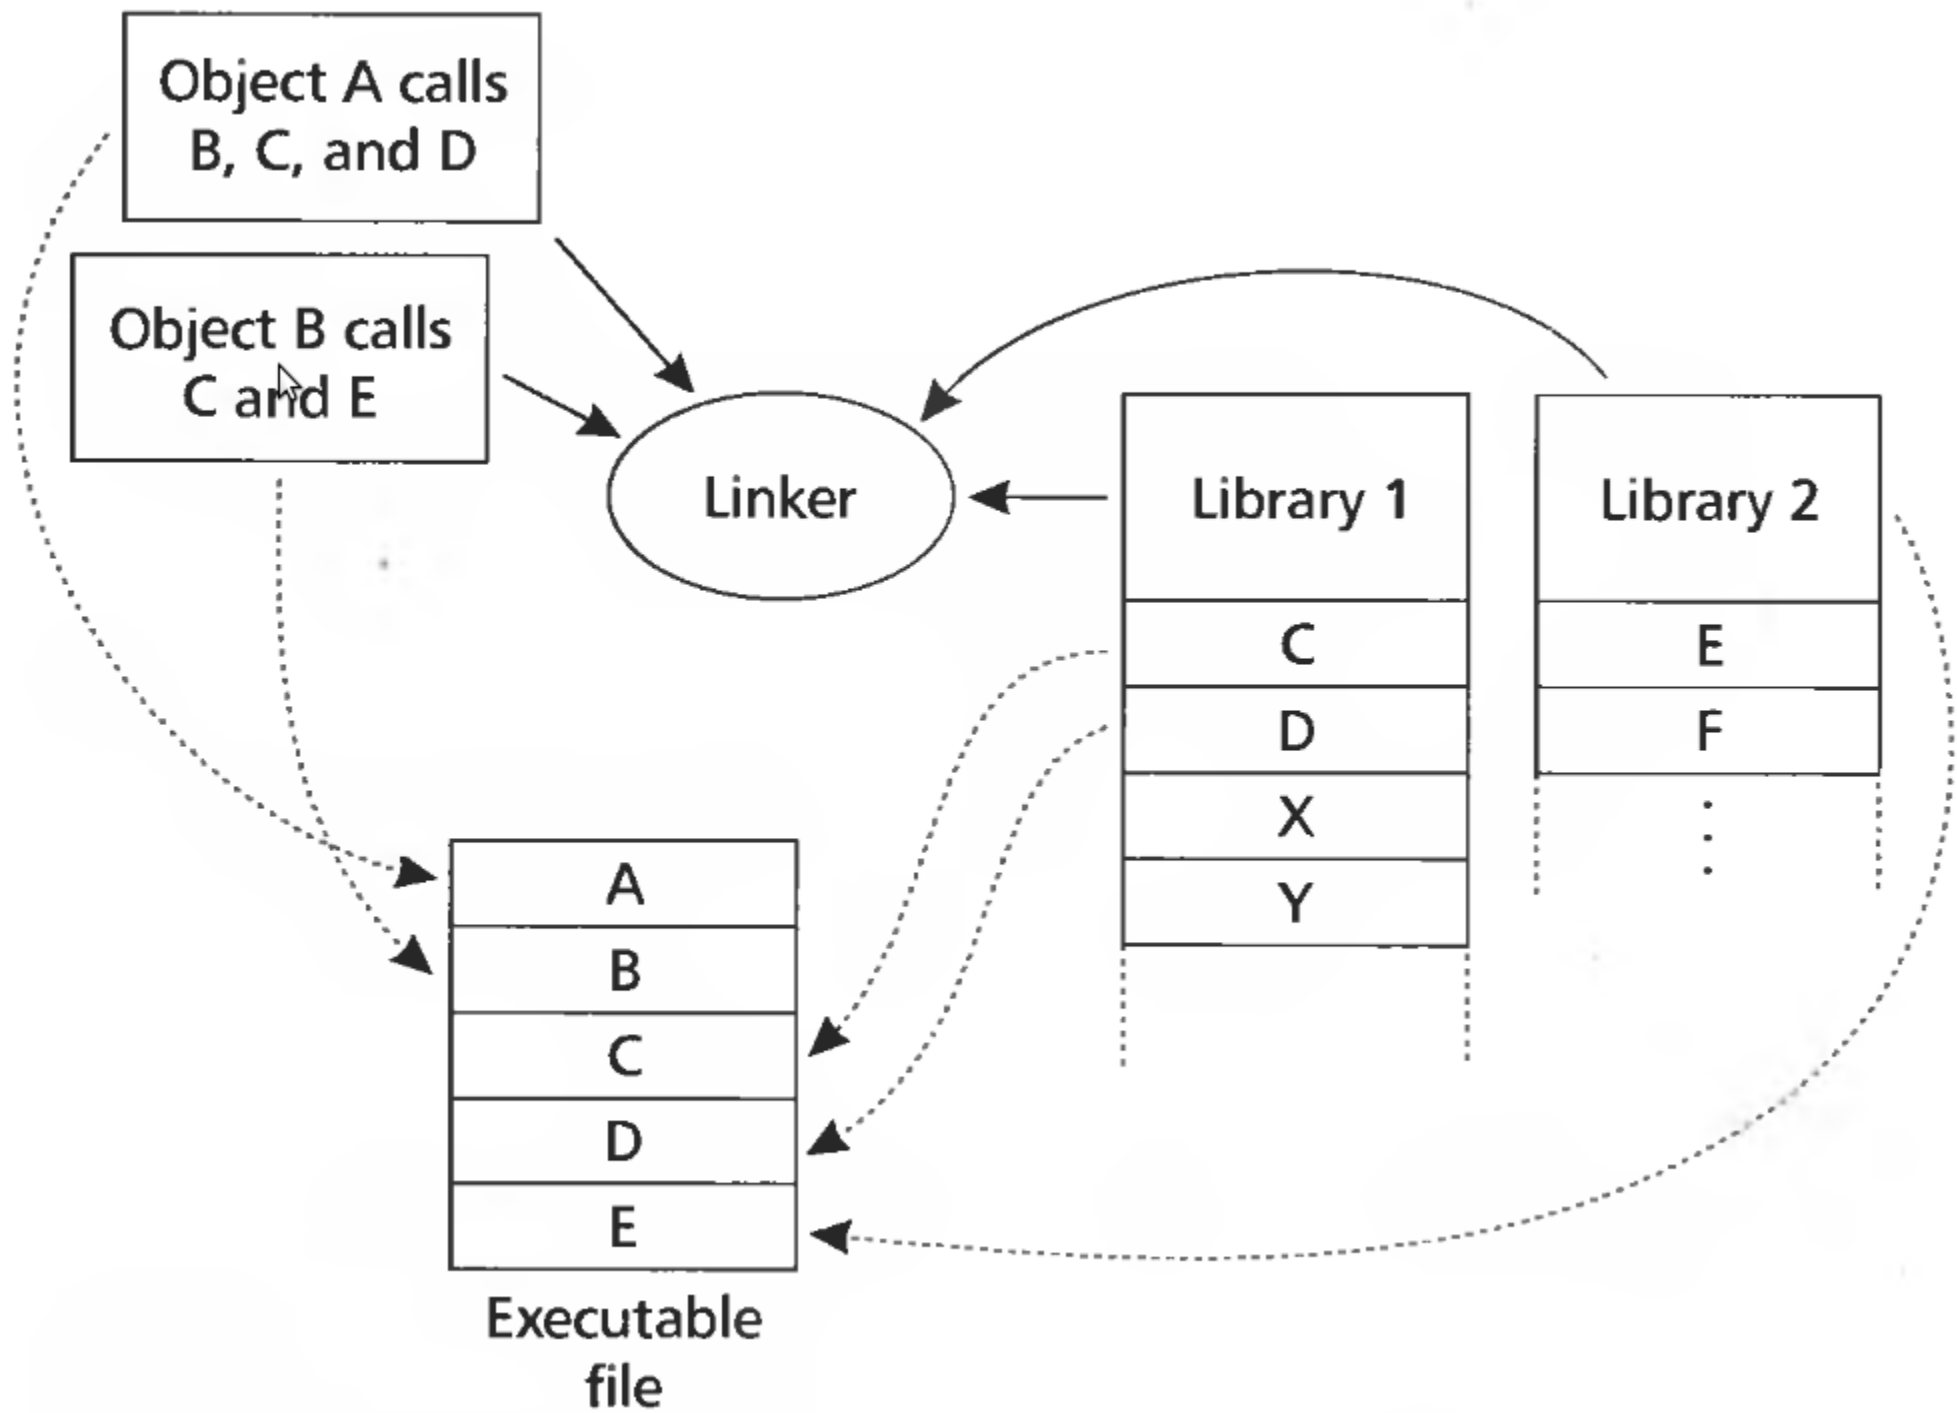 Object A calls
B, C, and D
Object B calls
C and E
Linker
Library 1
C
D
X
Y
Library 2
E
F
A
B
C
D
E
Executable
file